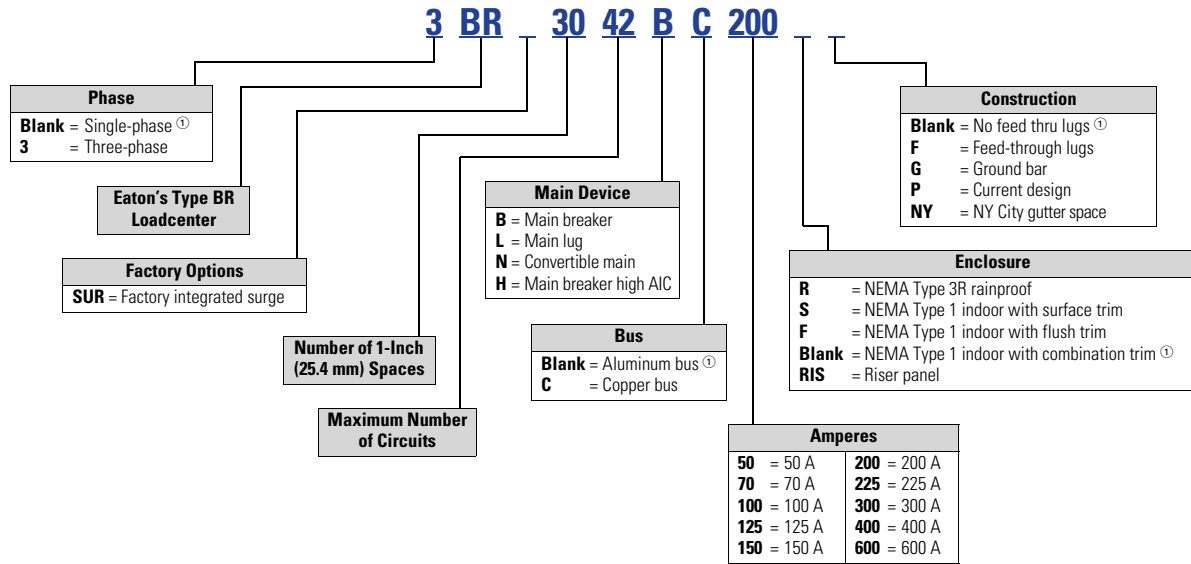 3 BR _ 30 42 B C 200 _ _
Phase
Blank = Single-phase ①
3 = Three-phase
Eaton's Type BR
Loadcenter
Factory Options
SUR = Factory integrated surge
Number of 1-Inch
(25.4 mm) Spaces
Maximum Number
of Circuits
Main Device
B = Main breaker
L = Main lug
N = Convertible main
H = Main breaker high AIC
Bus
Blank = Aluminum bus ①
C = Copper bus
Amperes
50 = 50 A 200 = 200 A
70 = 70 A 225 = 225 A
100 = 100 A 300 = 300 A
125 = 125 A 400 = 400 A
150 = 150 A 600 = 600 A
Enclosure
R = NEMA Type 3R rainproof
S = NEMA Type 1 indoor with surface trim
F = NEMA Type 1 indoor with flush trim
Blank = NEMA Type 1 indoor with combination trim ①
RIS = Riser panel
Construction
Blank = No feed thru lugs ①
F = Feed-through lugs
G = Ground bar
P = Current design
NY = NY City gutter space